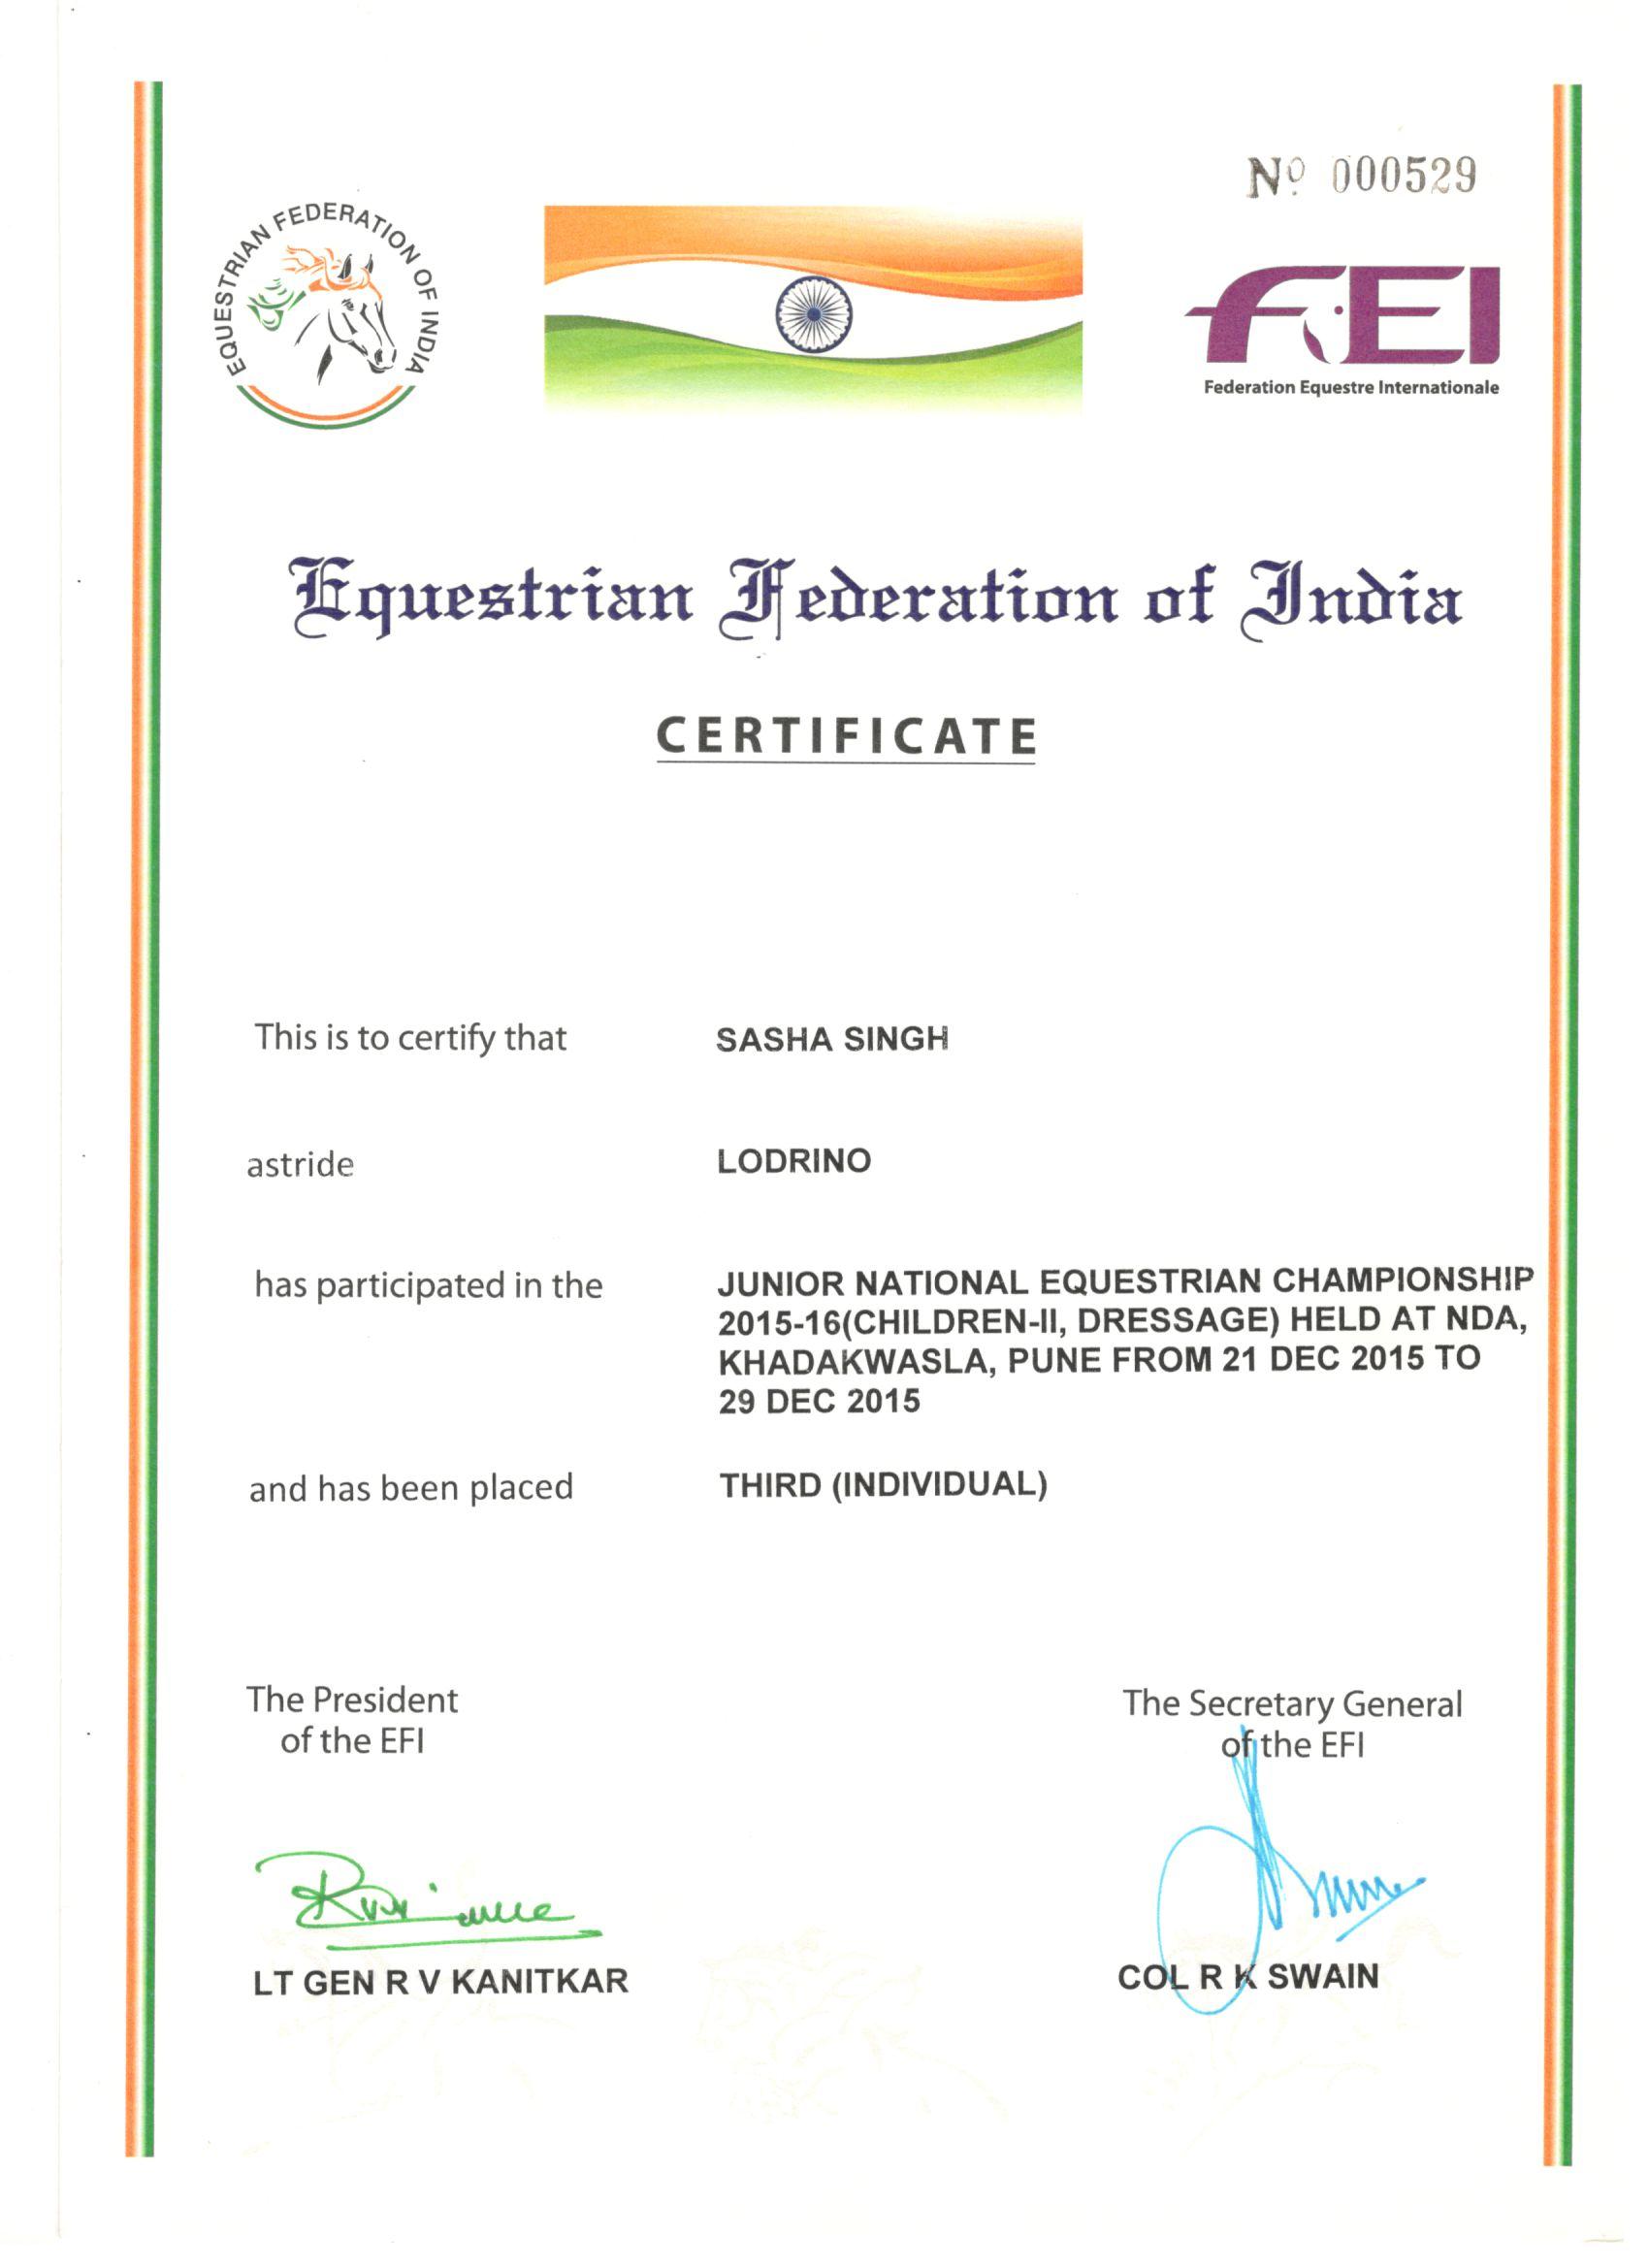 Nº 000529
EQUESTRIAN FEDERATION OF INDIA
FEI
Federation Equestre Internationale
Equestrian Federation of India
CERTIFICATE
This is to certify that SASHA SINGH
astride LODRINO
has participated in the JUNIOR NATIONAL EQUESTRIAN CHAMPIONSHIP
2015-16(CHILDREN-II, DRESSAGE) HELD AT NDA,
KHADAKWASLA, PUNE FROM 21 DEC 2015 TO
29 DEC 2015
and has been placed THIRD (INDIVIDUAL)
The President
of the EFI
LT GEN R V KANITKAR
The Secretary General
of the EFI
COL R K SWAIN